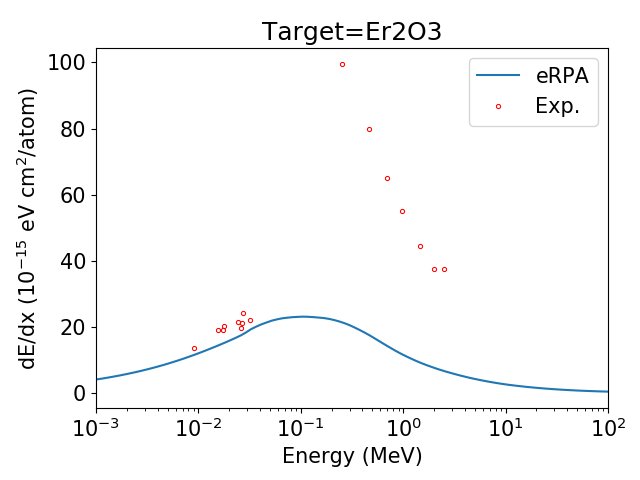 Target=Er2O3
eRPA
Exp.
100
80
60
40
20
0
dE/dx (10⁻¹⁵ eV cm²/atom)
10⁻³ 10⁻² 10⁻¹ 10⁰ 10¹ 10²
Energy (MeV)